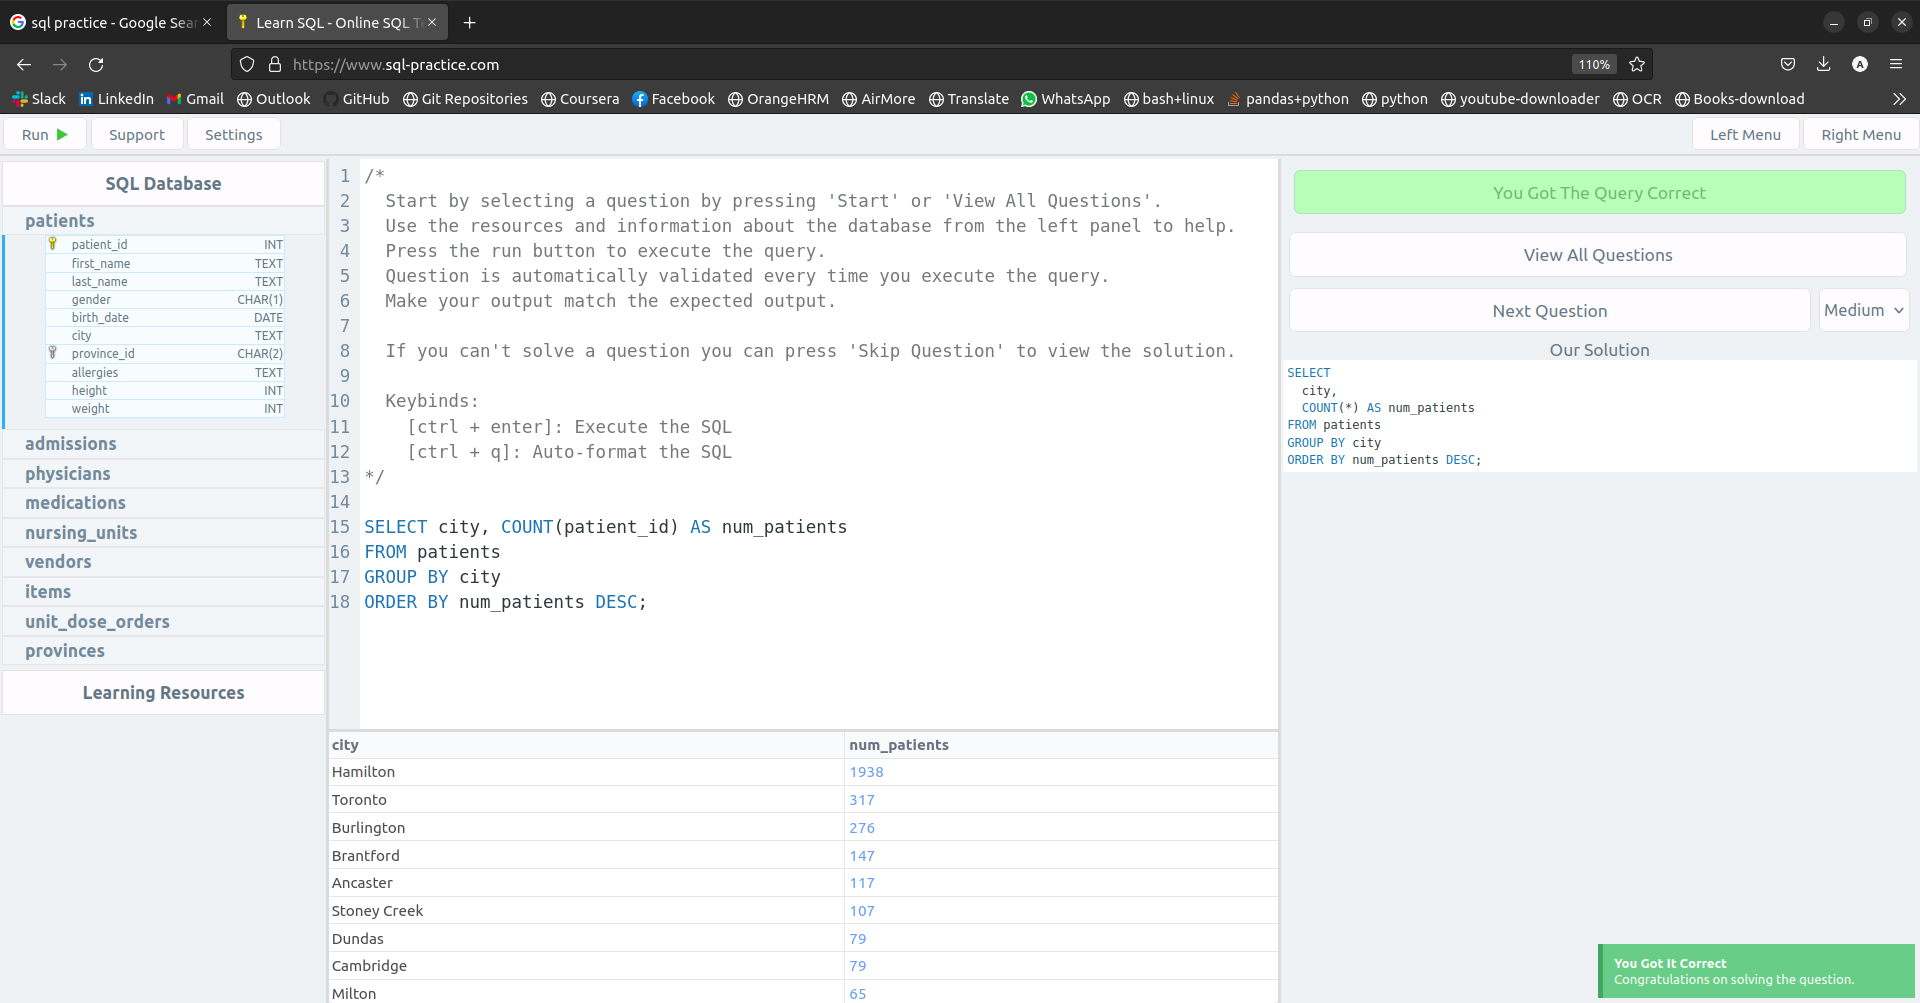 sql practice - Google Sear
Learn SQL - Online SQL Te
https://www.sql-practice.com
110%
Slack LinkedIn Gmail Outlook GitHub Git Repositories Coursera Facebook OrangeHRM AirMore Translate WhatsApp bash+linux pandas+python python youtube-downloader OCR Books-download
Run Support Settings Left Menu Right Menu
SQL Database
patients
patient_id INT
first_name TEXT
last_name TEXT
gender CHAR(1)
birth_date DATE
city TEXT
province_id CHAR(2)
allergies TEXT
height INT
weight INT
admissions
physicians
medications
nursing_units
vendors
items
unit_dose_orders
provinces
Learning Resources
1 /*
2 Start by selecting a question by pressing 'Start' or 'View All Questions'.
3 Use the resources and information about the database from the left panel to help.
4 Press the run button to execute the query.
5 Question is automatically validated every time you execute the query.
6 Make your output match the expected output.
7
8 If you can't solve a question you can press 'Skip Question' to view the solution.
9
10 Keybinds:
11 [ctrl + enter]: Execute the SQL
12 [ctrl + q]: Auto-format the SQL
13 */
14
15 SELECT city, COUNT(patient_id) AS num_patients
16 FROM patients
17 GROUP BY city
18 ORDER BY num_patients DESC;
city num_patients
Hamilton 1938
Toronto 317
Burlington 276
Brantford 147
Ancaster 117
Stoney Creek 107
Dundas 79
Cambridge 79
Milton 65
You Got The Query Correct
View All Questions
Next Question Medium
Our Solution
SELECT
city,
COUNT(*) AS num_patients
FROM patients
GROUP BY city
ORDER BY num_patients DESC;
You Got It Correct
Congratulations on solving the question.